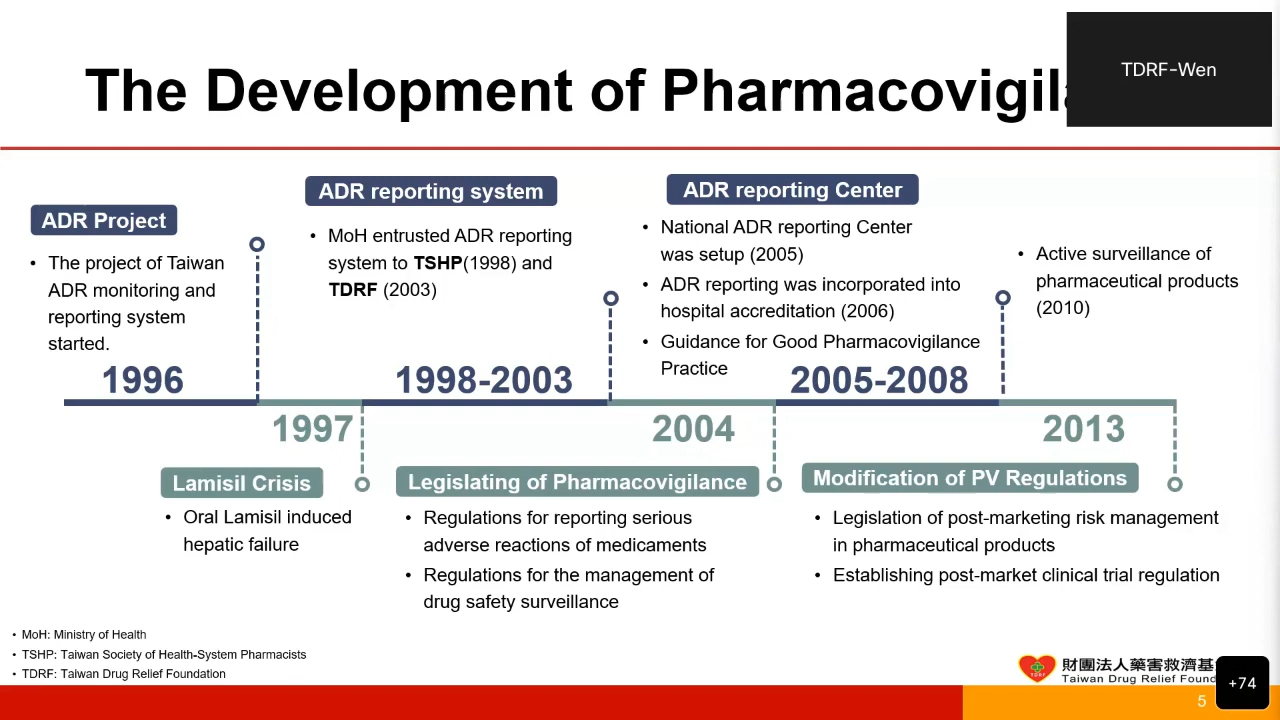 The Development of
TDRF-Wen
ADR Project
• The project of Taiwan
ADR monitoring and
reporting system
started.
1996
ADR reporting system
• MoH entrusted ADR reporting
system to TSHP(1998) and
TDRF (2003)
1998-2003
ADR reporting Center
• National ADR reporting Center
was setup (2005)
• ADR reporting was incorporated into
hospital accreditation (2006)
• Guidance for Good Pharmacovigilance
Practice
2005-2008
• Active surveillance of
pharmaceutical products
(2010)
1997
Lamisil Crisis
• Oral Lamisil induced
hepatic failure
2004
Legislating of Pharmacovigilance
• Regulations for reporting serious
adverse reactions of medicaments
• Regulations for the management of
drug safety surveillance
2013
Modification of PV Regulations
• Legislation of post-marketing risk management
in pharmaceutical products
• Establishing post-market clinical trial regulation
• MoH: Ministry of Health
• TSHP: Taiwan Society of Health-System Pharmacists
• TDRF: Taiwan Drug Relief Foundation
TDRF
財團法人藥害救濟
Taiwan Drug Relief
+74
5